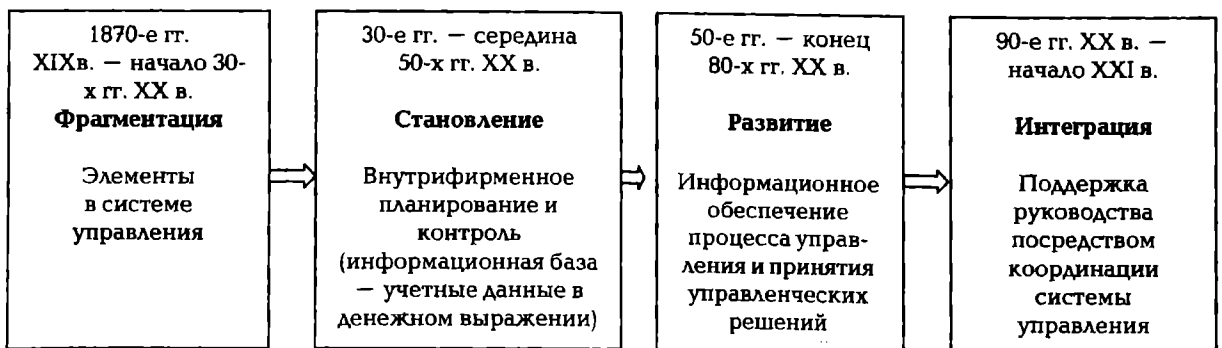 1870-е гг.
XIXв. — начало 30-
х гг. XX в.
Фрагментация
Элементы
в системе
управления
30-е гг. — середина
50-х гг. XX в.
Становление
Внутрифирменное
планирование и
контроль
(информационная база
— учетные данные в
денежном выражении)
50-е гг. — конец
80-х гг. XX в.
Развитие
Информационное
обеспечение
процесса управ-
ления и принятия
управленческих
решений
90-е гг. XX в. —
начало XXI в.
Интеграция
Поддержка
руководства
посредством
координации
системы
управления